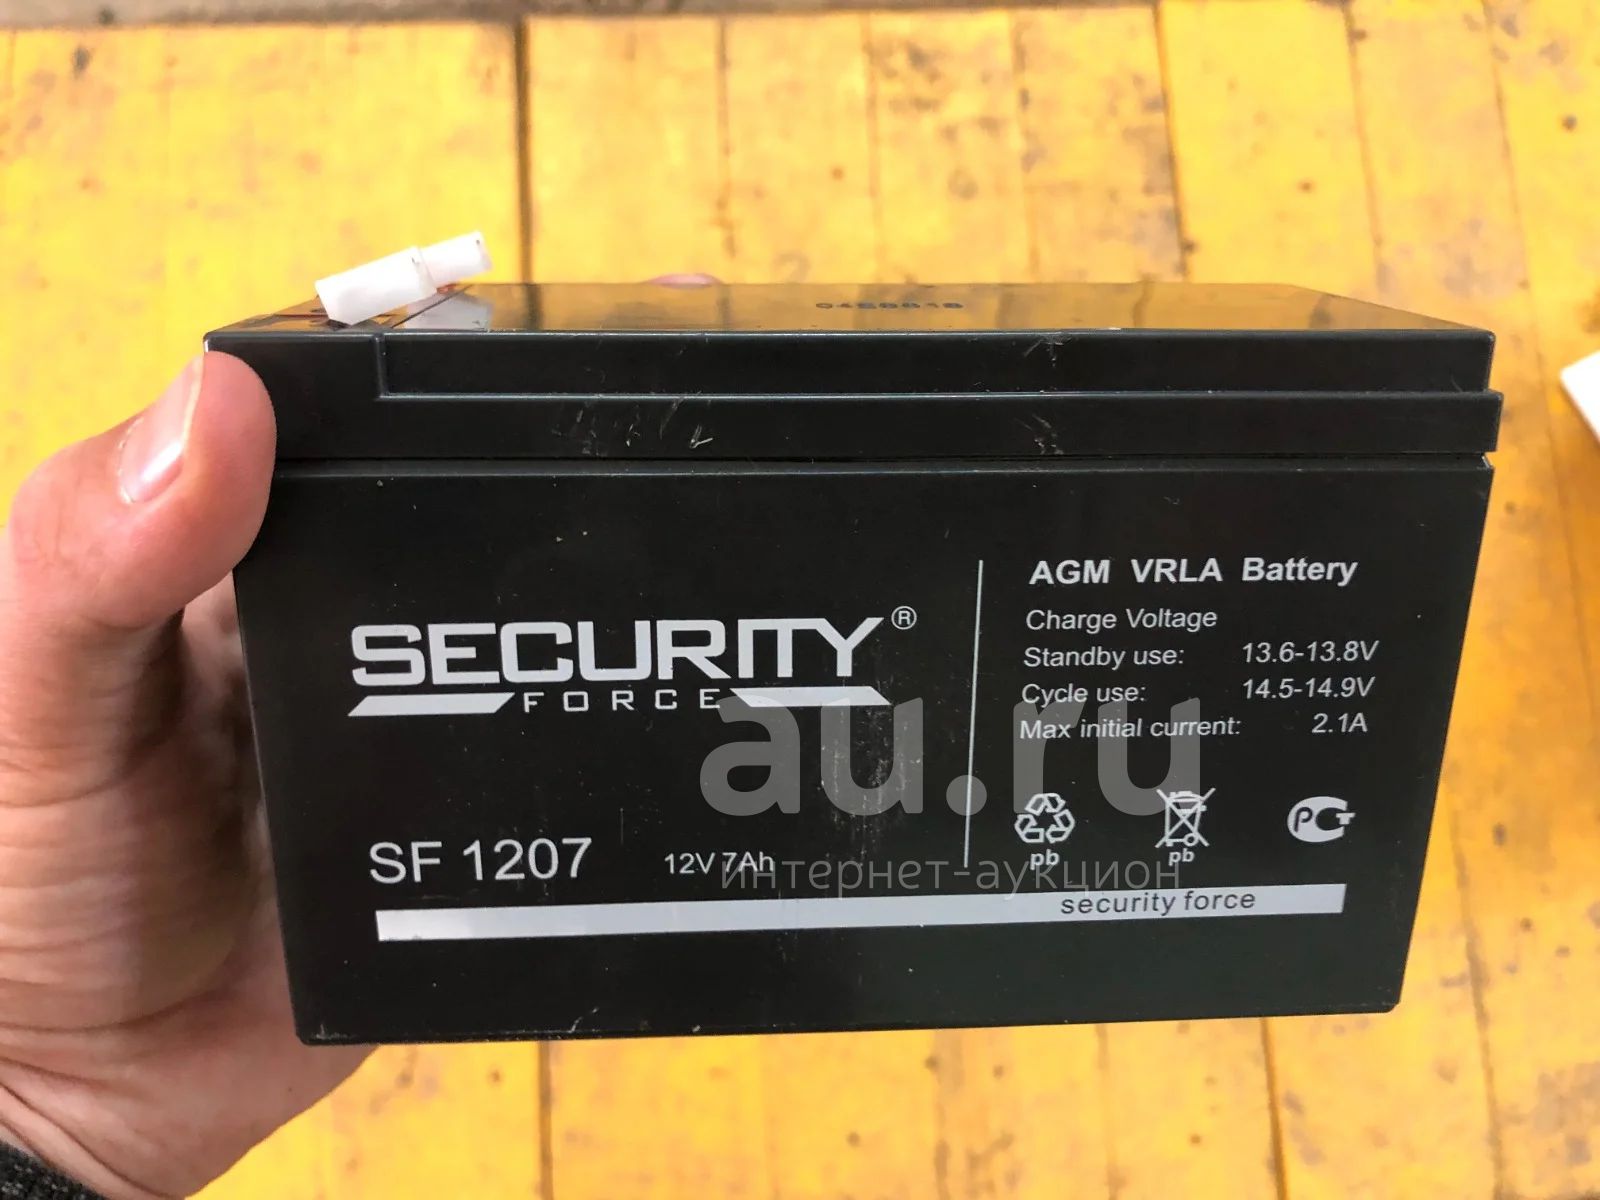 SECURITY®
FORCE
SF 1207 12V 7Ah
AGM VRLA Battery
Charge Voltage
Standby use: 13.6-13.8V
Cycle use: 14.5-14.9V
Max initial current: 2.1A
pb pb РСТ
security force
au.ru
интернет-аукцион